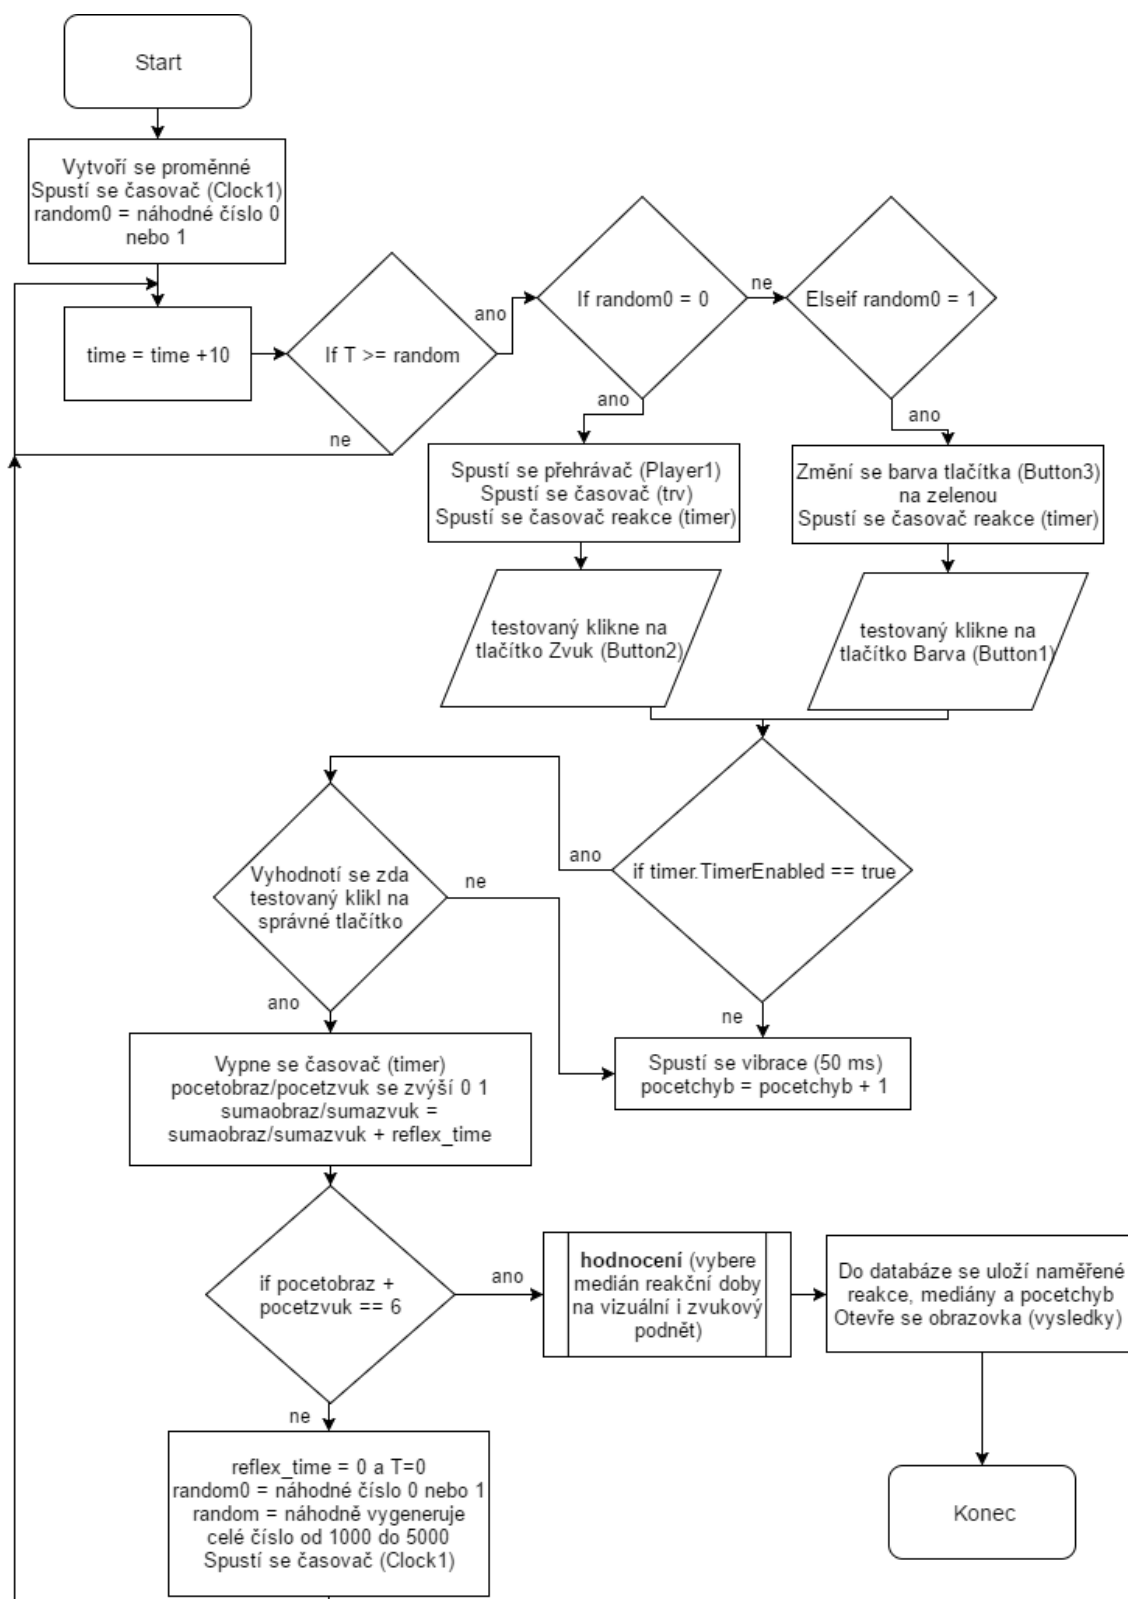 Start
Vytvoří se proměnné
Spustí se časovač (Clock1)
random0 = náhodné číslo 0
nebo 1
time = time +10
If T >= random
ano
ne
If random0 = 0
ne
Elseif random0 = 1
ano
ano
Spustí se přehrávač (Player1)
Spustí se časovač (trv)
Spustí se časovač reakce (timer)
Změní se barva tlačítka (Button3)
na zelenou
Spustí se časovač reakce (timer)
testovaný klikne na
tlačítko Zvuk (Button2)
testovaný klikne na
tlačítko Barva (Button1)
if timer.TimerEnabled == true
ano
ne
Vyhodnotí se zda
testovaný klikl na
správné tlačítko
ne
ano
Spustí se vibrace (50 ms)
pocetchyb = pocetchyb + 1
Vypne se časovač (timer)
pocetobraz/pocetzvuk se zvýší 0 1
sumaobraz/sumazvuk =
sumaobraz/sumazvuk + reflex_time
if pocetobraz +
pocetzvuk == 6
ano
ne
hodnocení (vybere
medián reakční doby
na vizuální i zvukový
podnět)
Do databáze se uloží naměřené
reakce, mediány a pocetchyb
Otevře se obrazovka (vysledky)
reflex_time = 0 a T=0
random0 = náhodné číslo 0 nebo 1
random = náhodně vygeneruje
celé číslo od 1000 do 5000
Spustí se časovač (Clock1)
Konec